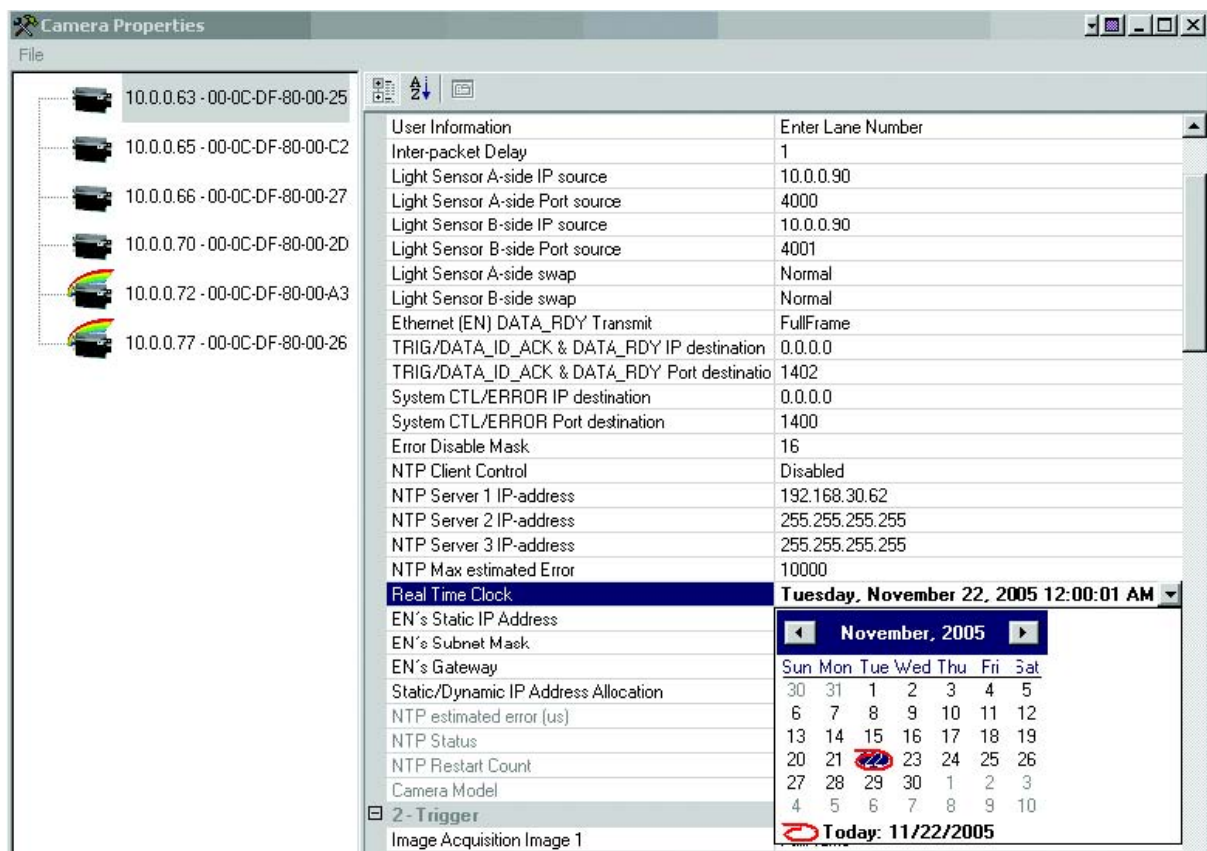 Camera Properties
File
10.0.0.63 - 00-0C-DF-80-00-25
10.0.0.65 - 00-0C-DF-80-00-C2
10.0.0.66 - 00-0C-DF-80-00-27
10.0.0.70 - 00-0C-DF-80-00-2D
10.0.0.72 - 00-0C-DF-80-00-A3
10.0.0.77 - 00-0C-DF-80-00-26
User Information Enter Lane Number
Inter-packet Delay 1
Light Sensor A-side IP source 10.0.0.90
Light Sensor A-side Port source 4000
Light Sensor B-side IP source 10.0.0.90
Light Sensor B-side Port source 4001
Light Sensor A-side swap Normal
Light Sensor B-side swap Normal
Ethernet (EN) DATA_RDY Transmit FullFrame
TRIG/DATA_ID_ACK & DATA_RDY IP destination 0.0.0.0
TRIG/DATA_ID_ACK & DATA_RDY Port destinatio 1402
System CTL/ERROR IP destination 0.0.0.0
System CTL/ERROR Port destination 1400
Error Disable Mask 16
NTP Client Control Disabled
NTP Server 1 IP-address 192.168.30.62
NTP Server 2 IP-address 255.255.255.255
NTP Server 3 IP-address 255.255.255.255
NTP Max estimated Error 10000
Real Time Clock Tuesday, November 22, 2005 12:00:01 AM
EN´s Static IP Address
EN´s Subnet Mask
EN´s Gateway
Static/Dynamic IP Address Allocation
NTP estimated error (us)
NTP Status
NTP Restart Count
Camera Model
2 - Trigger
Image Acquisition Image 1
November, 2005
Sun Mon Tue Wed Thu Fri Sat
30 31 1 2 3 4 5
6 7 8 9 10 11 12
13 14 15 16 17 18 19
20 21 22 23 24 25 26
27 28 29 30 1 2 3
4 5 6 7 8 9 10
Today: 11/22/2005